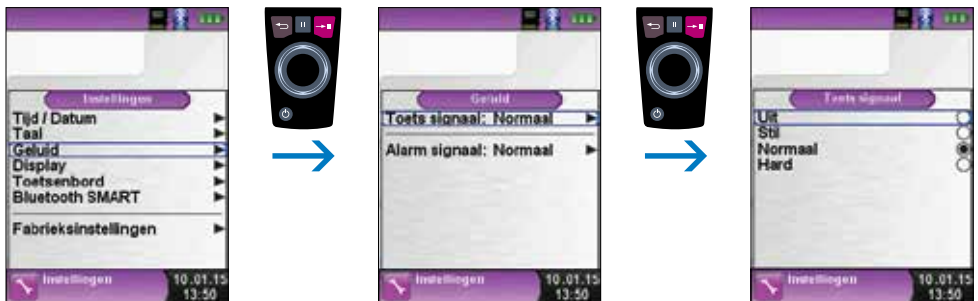 Instellingen
Tijd / Datum
Taal
Geluid
Display
Toetsenbord
Bluetooth SMART
Fabrieksinstellingen
Instellingen
10.01.15
13:50
Geluid
Toets signaal: Normaal
Alarm signaal: Normaal
Instellingen
10.01.15
13:50
Toets signaal
Uit
Stil
Normaal
Hard
Instellingen
10.01.15
13:50